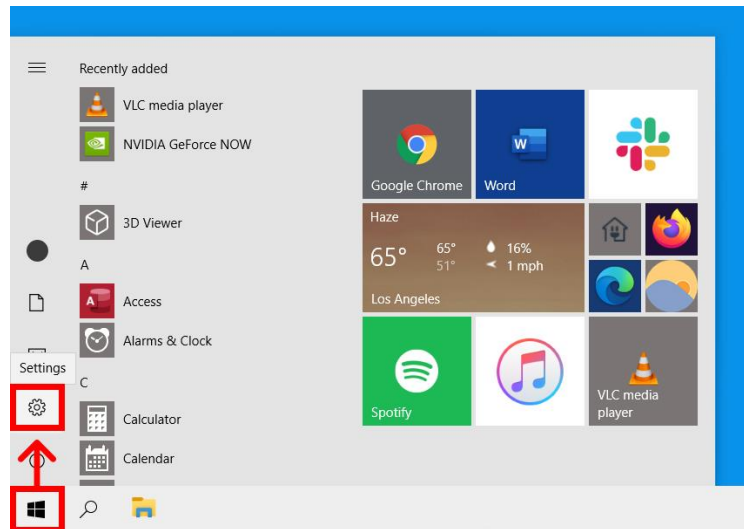 Recently added
VLC media player
NVIDIA GeForce NOW
#
3D Viewer
A
Access
Alarms & Clock
Settings
C
Calculator
Calendar
Google Chrome
W
Word
Haze
65°
65°
51°
16%
1 mph
Los Angeles
Spotify
VLC media
player